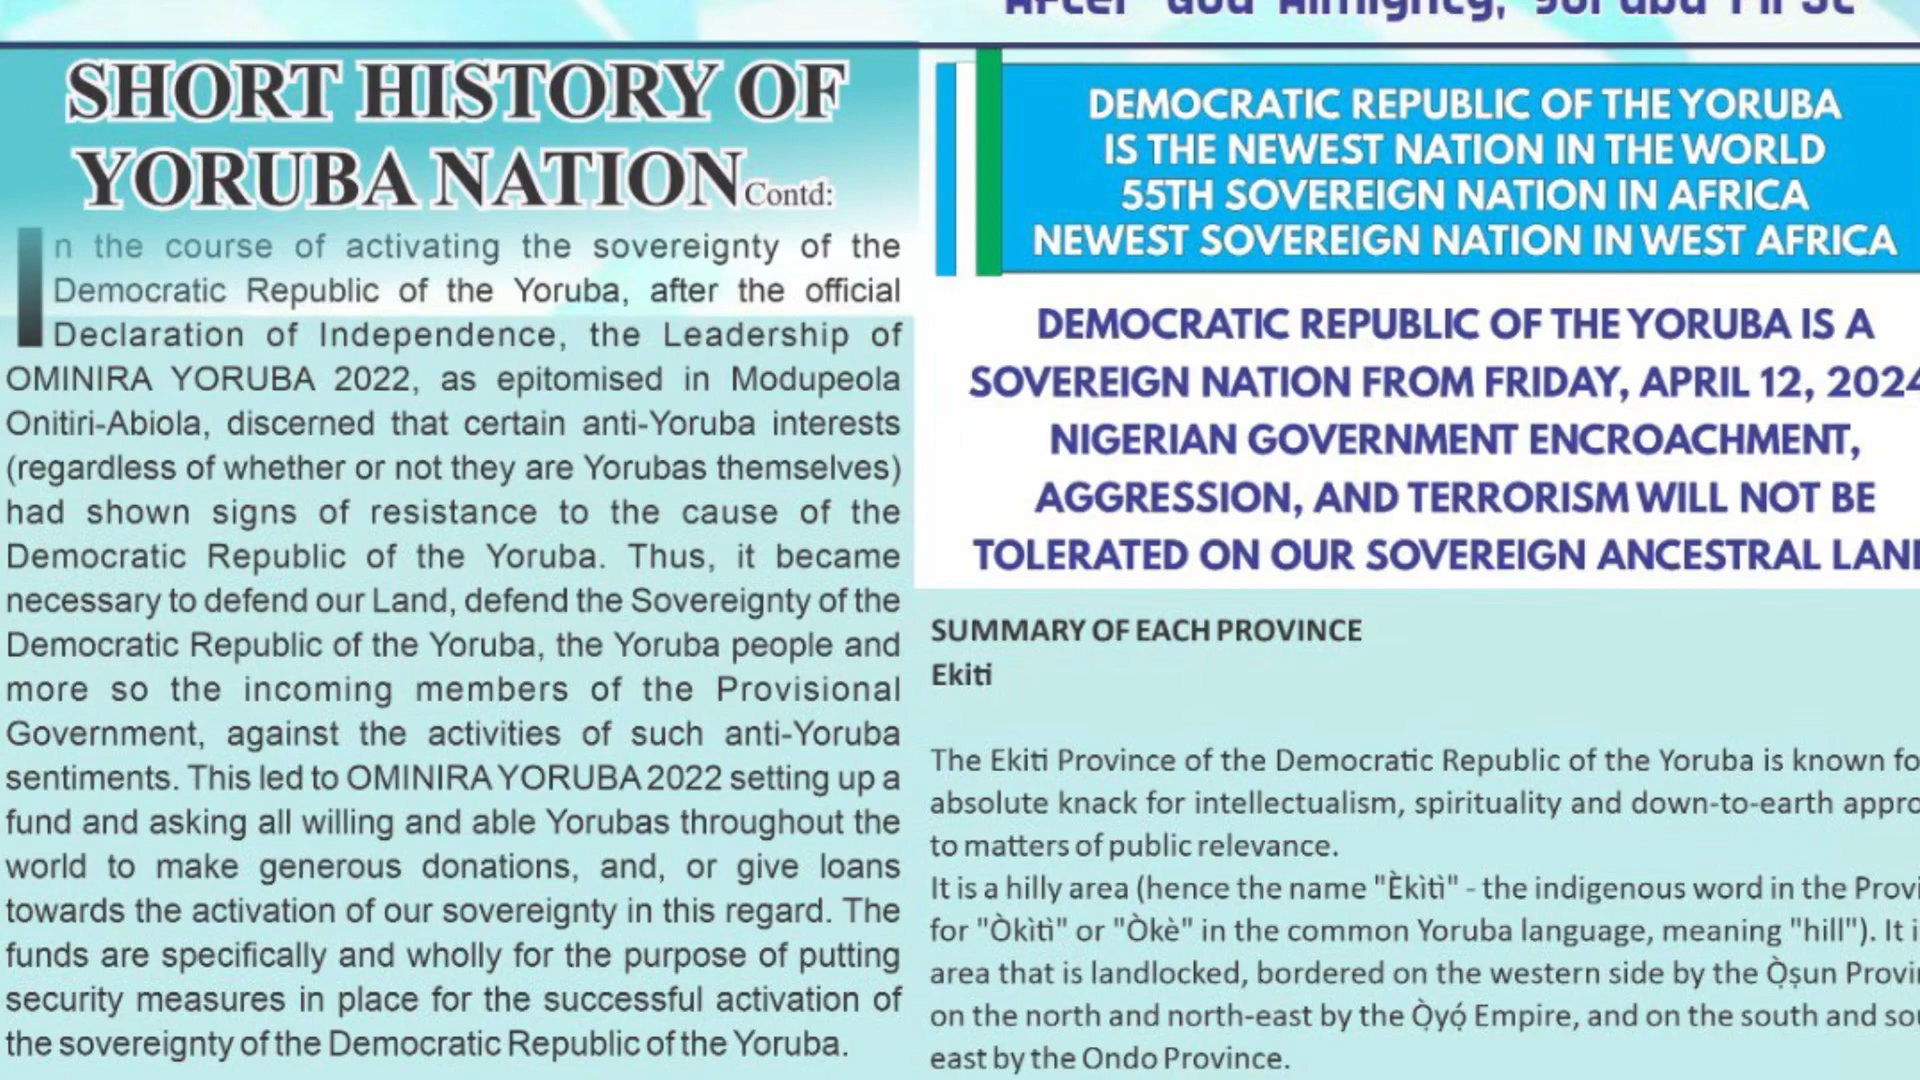 After God Almighty, Yoruba First
SHORT HISTORY OF
YORUBA NATION Contd:
In the course of activating the sovereignty of the
Democratic Republic of the Yoruba, after the official
Declaration of Independence, the Leadership of
OMINIRA YORUBA 2022, as epitomised in Modupeola
Onitiri-Abiola, discerned that certain anti-Yoruba interests
(regardless of whether or not they are Yorubas themselves)
had shown signs of resistance to the cause of the
Democratic Republic of the Yoruba. Thus, it became
necessary to defend our Land, defend the Sovereignty of the
Democratic Republic of the Yoruba, the Yoruba people and
more so the incoming members of the Provisional
Government, against the activities of such anti-Yoruba
sentiments. This led to OMINIRA YORUBA 2022 setting up a
fund and asking all willing and able Yorubas throughout the
world to make generous donations, and, or give loans
towards the activation of our sovereignty in this regard. The
funds are specifically and wholly for the purpose of putting
security measures in place for the successful activation of
the sovereignty of the Democratic Republic of the Yoruba.
DEMOCRATIC REPUBLIC OF THE YORUBA
IS THE NEWEST NATION IN THE WORLD
55TH SOVEREIGN NATION IN AFRICA
NEWEST SOVEREIGN NATION IN WEST AFRICA
DEMOCRATIC REPUBLIC OF THE YORUBA IS A
SOVEREIGN NATION FROM FRIDAY, APRIL 12, 2024
NIGERIAN GOVERNMENT ENCROACHMENT,
AGGRESSION, AND TERRORISM WILL NOT BE
TOLERATED ON OUR SOVEREIGN ANCESTRAL LAN
SUMMARY OF EACH PROVINCE
Ekiti
The Ekiti Province of the Democratic Republic of the Yoruba is known fo
absolute knack for intellectualism, spirituality and down-to-earth appro
to matters of public relevance.
It is a hilly area (hence the name "Èkìtì" - the indigenous word in the Provi
for "Òkìtì" or "Òkè" in the common Yoruba language, meaning "hill"). It i
area that is landlocked, bordered on the western side by the Ọ̀ṣun Provi
on the north and north-east by the Ọ̀yọ́ Empire, and on the south and so
east by the Ondo Province.